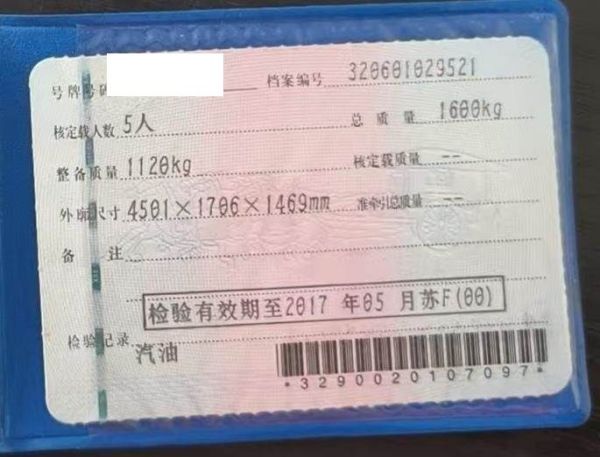 号牌号码 档案编号 320601029521
核定载人数 5人 总质量 1600kg
整备质量 1120kg 核定载质量 --
外廓尺寸 4501×1706×1469mm 准牵引总质量 --
备注
检验有效期至2017 年05 月苏F(00)
检验记录
汽油
*3290020107097*